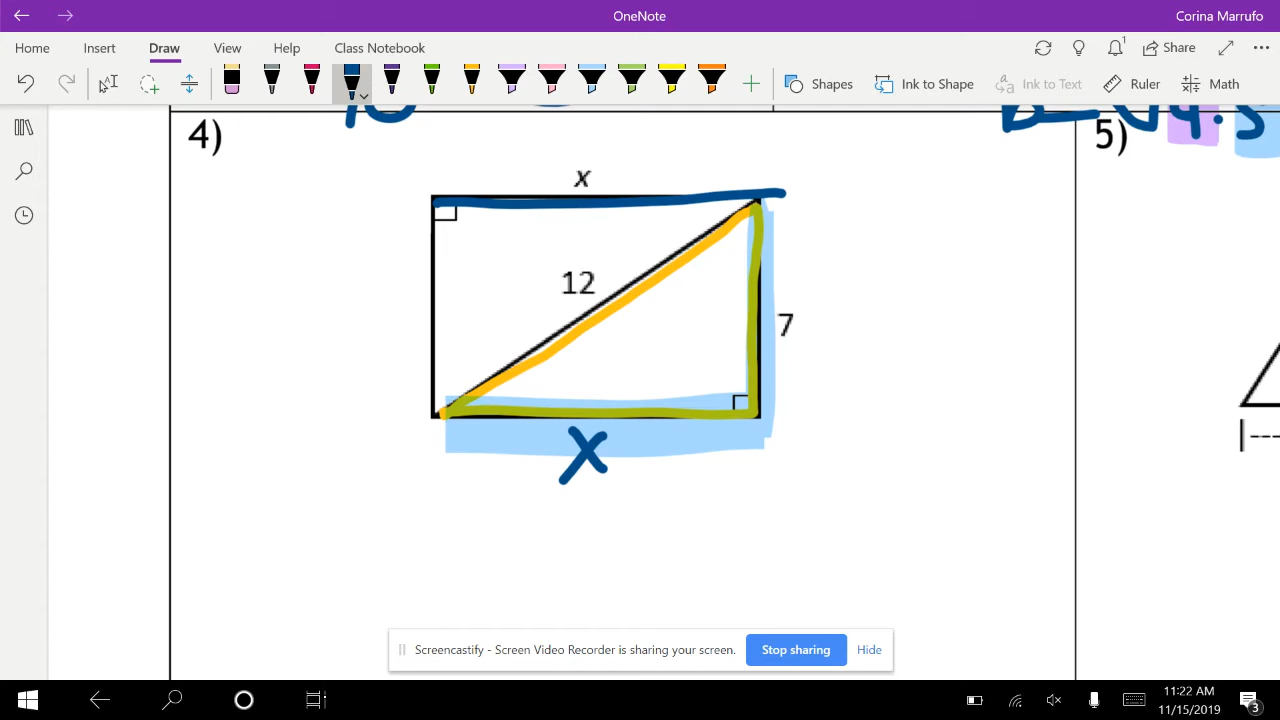 OneNote
Corina Marrufo
Home Insert Draw View Help Class Notebook
1 Share
Shapes Ink to Shape Ink to Text Ruler Math
4)
5)
x
12
7
x
Screencastify - Screen Video Recorder is sharing your screen. Stop sharing Hide
11:22 AM
11/15/2019
3